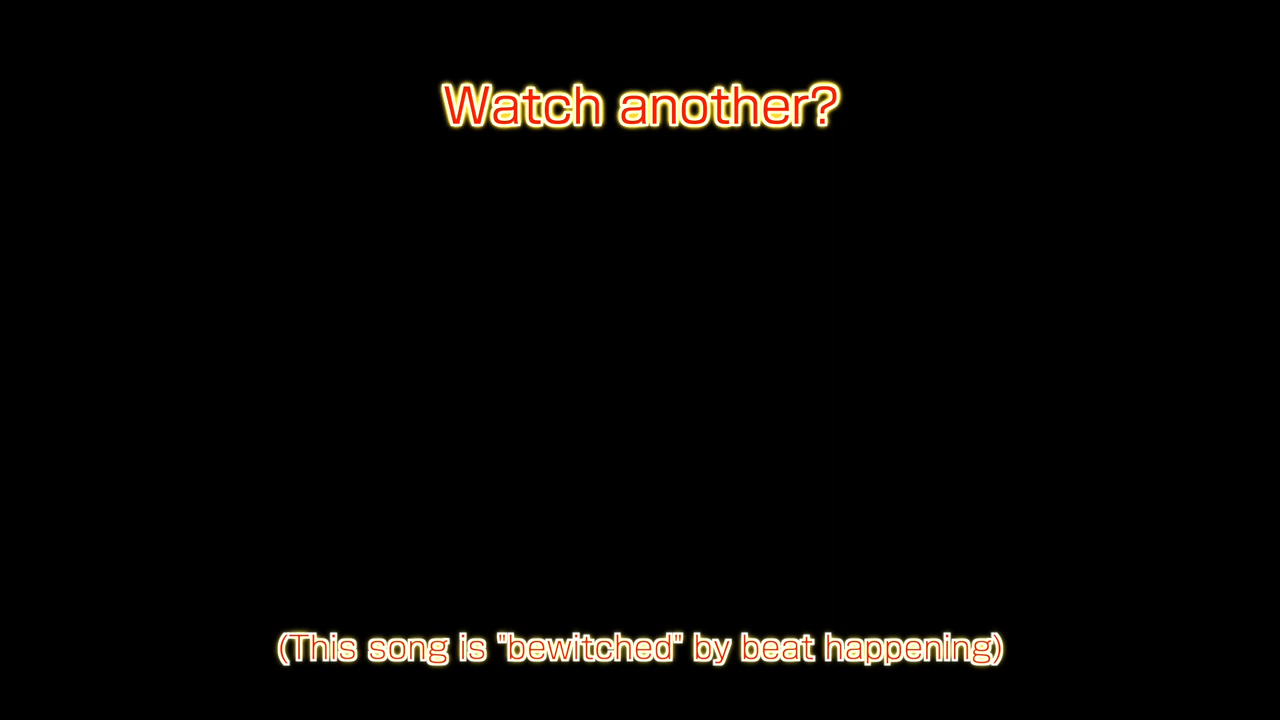 Watch another?
(This song is "bewitched" by beat happening)